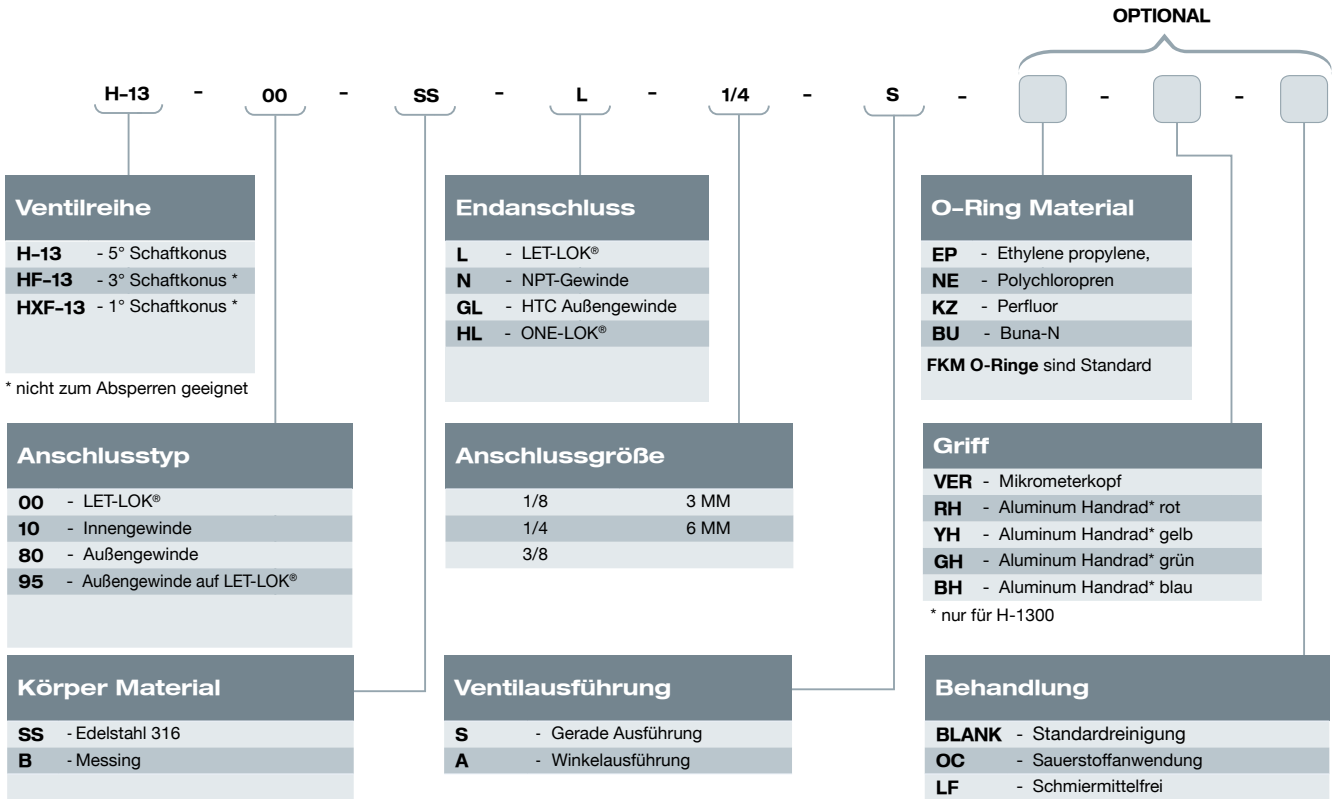 OPTIONAL
H-13 - 00 - SS - L - 1/4 - S - - -
Ventilreihe
H-13 - 5° Schaftkonus
HF-13 - 3° Schaftkonus *
HXF-13 - 1° Schaftkonus *
* nicht zum Absperren geeignet
Endanschluss
L - LET-LOK®
N - NPT-Gewinde
GL - HTC Außengewinde
HL - ONE-LOK®
O-Ring Material
EP - Ethylene propylene,
NE - Polychloropren
KZ - Perfluor
BU - Buna-N
FKM O-Ringe sind Standard
Anschlusstyp
00 - LET-LOK®
10 - Innengewinde
80 - Außengewinde
95 - Außengewinde auf LET-LOK®
Anschlussgröße
1/8 3 MM
1/4 6 MM
3/8
Griff
VER - Mikrometerkopf
RH - Aluminum Handrad* rot
YH - Aluminum Handrad* gelb
GH - Aluminum Handrad* grün
BH - Aluminum Handrad* blau
* nur für H-1300
Körper Material
SS - Edelstahl 316
B - Messing
Ventilausführung
S - Gerade Ausführung
A - Winkelausführung
Behandlung
BLANK - Standardreinigung
OC - Sauerstoffanwendung
LF - Schmiermittelfrei